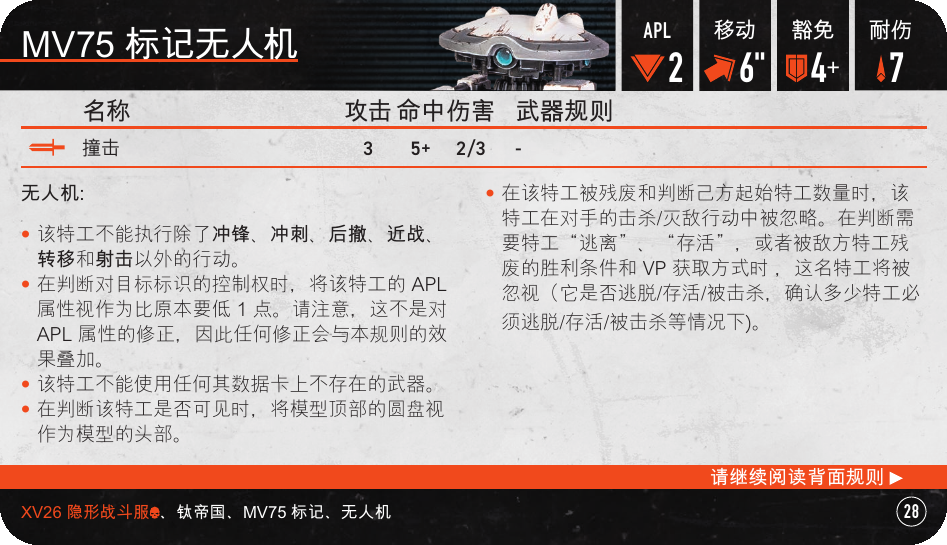 MV75 标记无人机
APL 移动 豁免 耐伤
2 6" 4+ 7
名称 攻击 命中 伤害 武器规则
撞击 3 5+ 2/3 -
无人机:
• 该特工不能执行除了冲锋、冲刺、后撤、近战、
转移和射击以外的行动。
• 在判断对目标标识的控制权时，将该特工的 APL
属性视作为比原本要低 1 点。请注意，这不是对
APL 属性的修正，因此任何修正会与本规则的效
果叠加。
• 该特工不能使用任何其数据卡上不存在的武器。
• 在判断该特工是否可见时，将模型顶部的圆盘视
作为模型的头部。
• 在该特工被残废和判断己方起始特工数量时，该
特工在对手的击杀/灭敌行动中被忽略。在判断需
要特工“逃离”、“存活”，或者被敌方特工残
废的胜利条件和 VP 获取方式时 ，这名特工将被
忽视（它是否逃脱/存活/被击杀，确认多少特工必
须逃脱/存活/被击杀等情况下)。
请继续阅读背面规则 ▶
XV26 隐形战斗服、钛帝国、MV75 标记、无人机
28